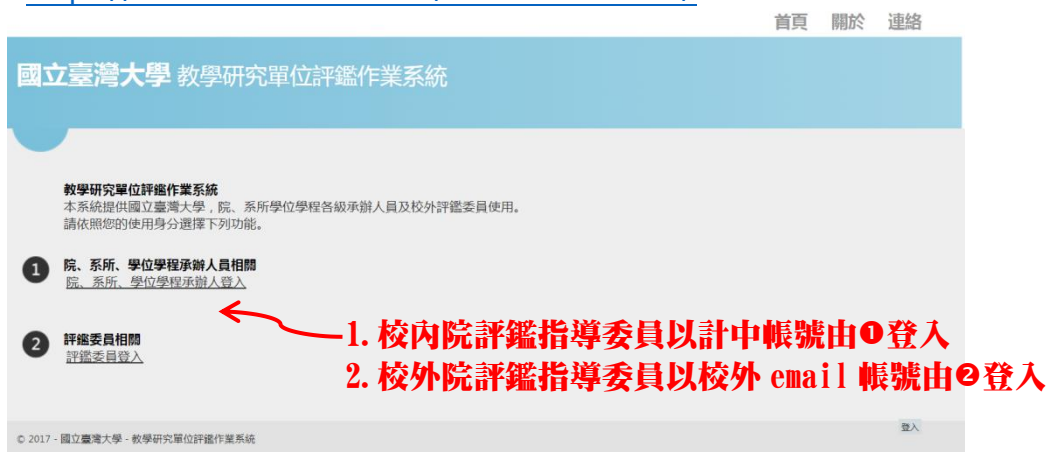 首頁 關於 連絡
國立臺灣大學 教學研究單位評鑑作業系統
教學研究單位評鑑作業系統
本系統提供國立臺灣大學，院、系所學位學程各級承辦人員及校外評鑑委員使用。
請依照您的使用身分選擇下列功能。
1 院、系所、學位學程承辦人員相關
院、系所、學位學程承辦人登入
2 評鑑委員相關
評鑑委員登入
1. 校內院評鑑指導委員以計中帳號由❶登入
2. 校外院評鑑指導委員以校外 email 帳號由❷登入
登入
© 2017 - 國立臺灣大學 - 教學研究單位評鑑作業系統